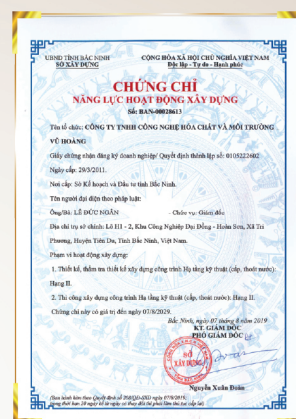 UBND TỈNH BẮC NINH
SỞ XÂY DỰNG
CỘNG HÒA XÃ HỘI CHỦ NGHĨA VIỆT NAM
Độc lập - Tự do - Hạnh phúc
CHỨNG CHỈ
NĂNG LỰC HOẠT ĐỘNG XÂY DỰNG
Số: BAN-00028613
Tên tổ chức: CÔNG TY TNHH CÔNG NGHỆ HÓA CHẤT VÀ MÔI TRƯỜNG
VŨ HOÀNG
Giấy chứng nhận đăng ký doanh nghiệp/ Quyết định thành lập số: 0105222602
Ngày cấp: 29/3/2011.
Nơi cấp: Sở Kế hoạch và Đầu tư tỉnh Bắc Ninh.
Tên người đại diện theo pháp luật:
Ông/Bà: LÊ ĐỨC NGÂN - Chức vụ: Giám đốc
Địa chỉ trụ sở chính: Lô H1 - 2, Khu Công Nghiệp Đại Đồng - Hoàn Sơn, Xã Tri
Phương, Huyện Tiên Du, Tỉnh Bắc Ninh, Việt Nam.
Phạm vi hoạt động xây dựng:
1. Thiết kế, thẩm tra thiết kế xây dựng công trình Hạ tầng kỹ thuật (cấp, thoát nước):
Hạng II.
2. Thi công xây dựng công trình Hạ tầng kỹ thuật (cấp, thoát nước): Hạng II.
Chứng chỉ này có giá trị đến ngày 07/8/2029.
Bắc Ninh, ngày 07 tháng 8 năm 2019
KT. GIÁM ĐỐC
PHÓ GIÁM ĐỐC
SỞ
XÂY DỰNG
Nguyễn Xuân Đoàn